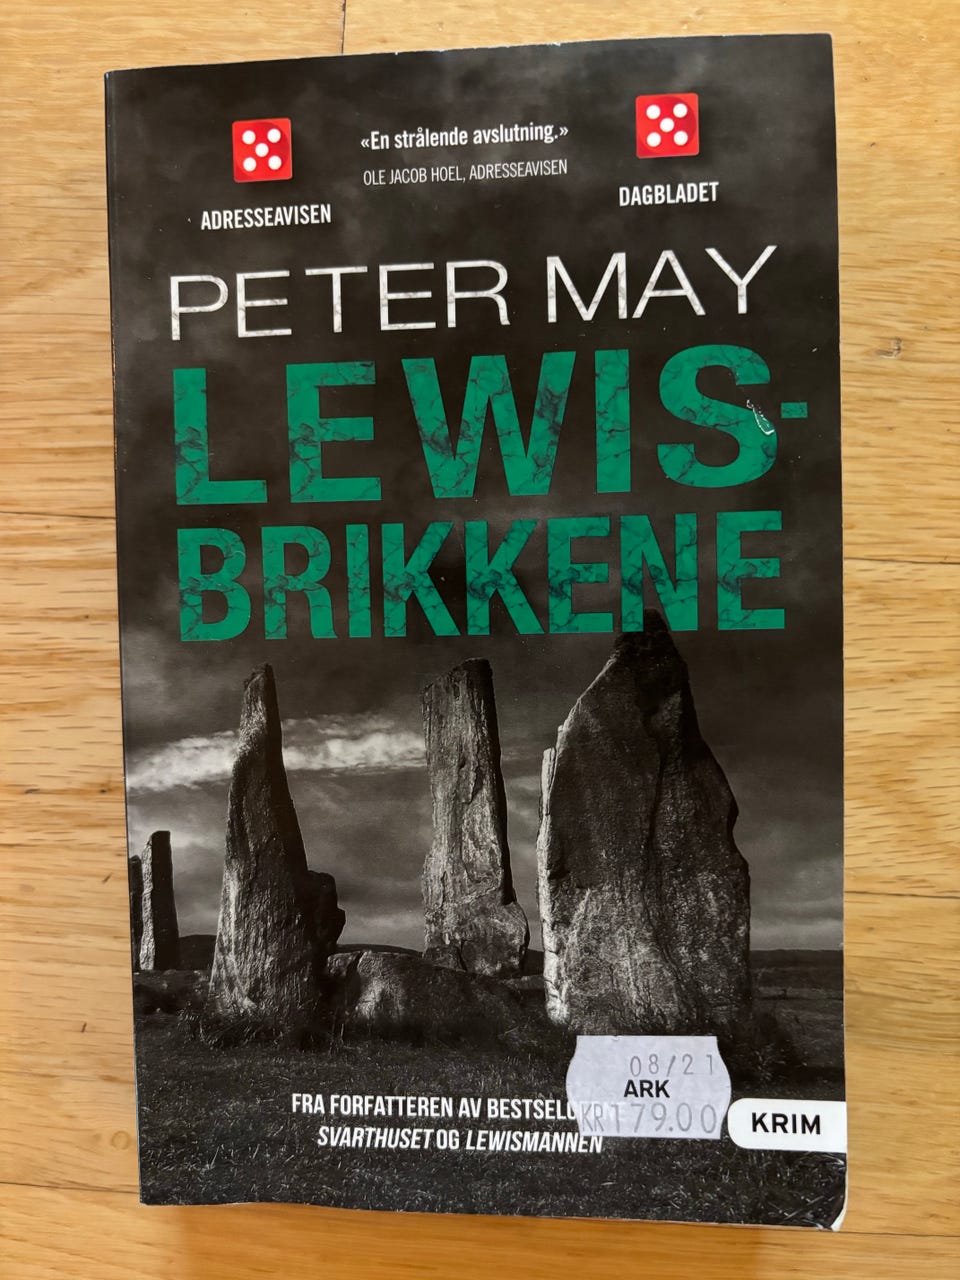 «En strålende avslutning.»
OLE JACOB HOEL, ADRESSEAVISEN
ADRESSEAVISEN
DAGBLADET
PETER MAY
LEWIS-
BRIKKENE
FRA FORFATTEREN AV
SVARTHUSET OG LEWISMANNEN
08/21
ARK
KR 179.00
KRIM